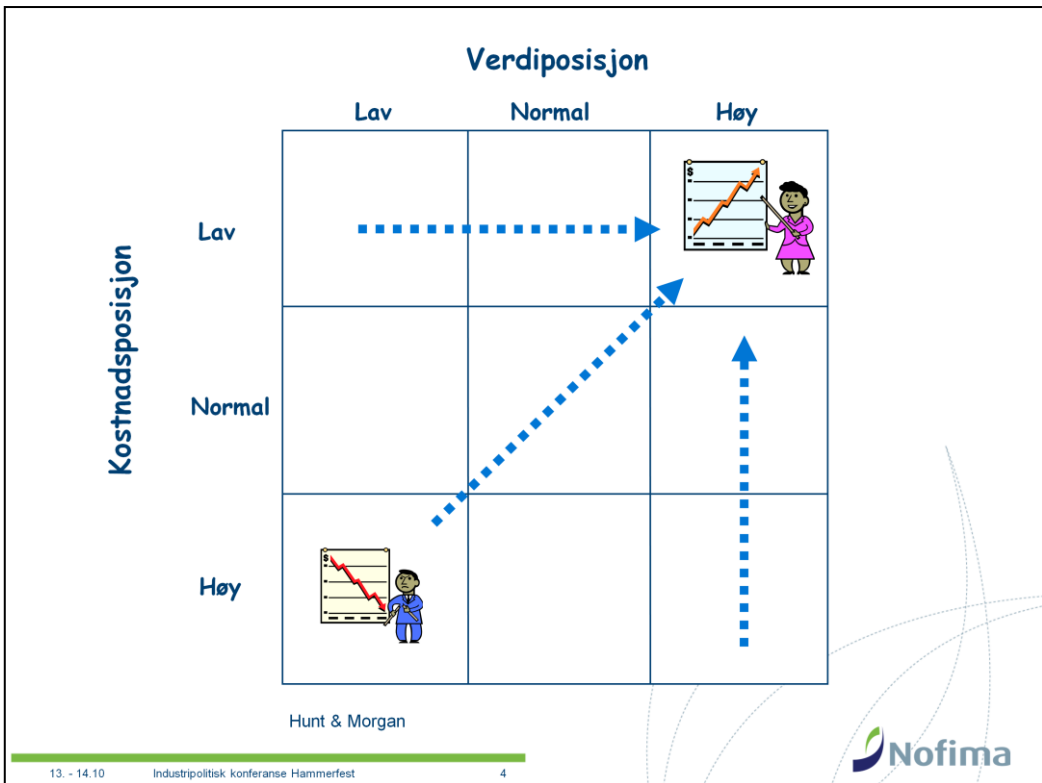 Verdiposisjon
Lav Normal Høy
Kostnadsposisjon
Lav
$
Normal
Høy
$
Hunt & Morgan
13. - 14.10 Industripolitisk konferanse Hammerfest 4
Nofima